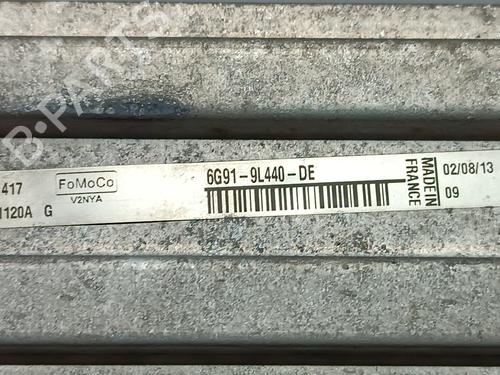 B-PARTS
417
FoMoCo
V2NYA
1120A G
6G91-9L440-DE
MADE IN
FRANCE
02/08/13
09